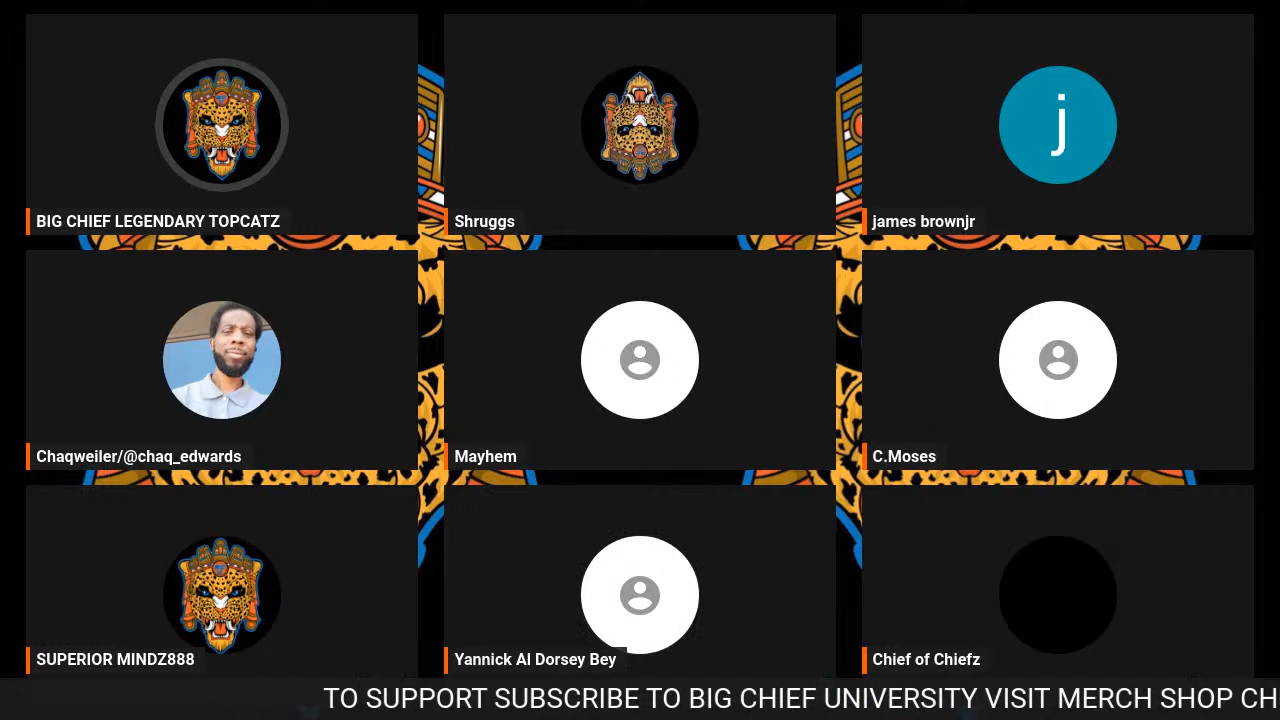 BIG CHIEF LEGENDARY TOPCATZ
Shruggs
j
james brownjr
Chaqweiler/@chaq_edwards
Mayhem
C.Moses
SUPERIOR MINDZ888
Yannick Al Dorsey Bey
Chief of Chiefz
TO SUPPORT SUBSCRIBE TO BIG CHIEF UNIVERSITY VISIT MERCH SHOP CH